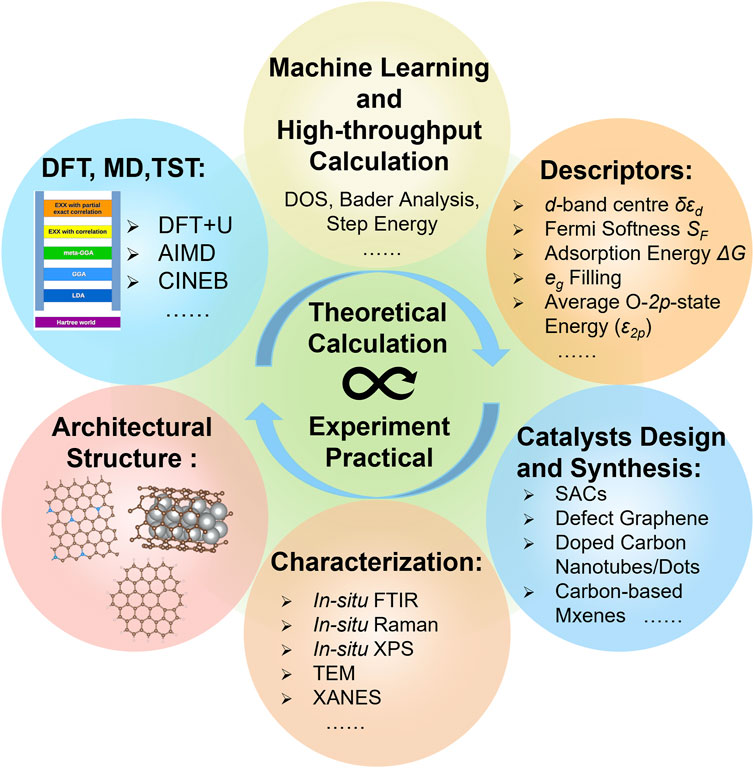 Machine Learning
and
High-throughput
Calculation
DOS, Bader Analysis,
Step Energy
......
DFT, MD,TST:
EXX with partial
exact correlation
EXX with correlation
meta-GGA
GGA
LDA
Hartree world
➢ DFT+U
➢ AIMD
➢ CINEB
......
Descriptors:
➢ d-band centre δε_d
➢ Fermi Softness S_F
➢ Adsorption Energy ΔG
➢ e_g Filling
➢ Average O-2p-state
Energy (ε_2p)
......
Theoretical
Calculation
Experiment
Practical
Architectural
Structure :
Catalysts Design
and Synthesis:
➢ SACs
➢ Defect Graphene
➢ Doped Carbon
Nanotubes/Dots
➢ Carbon-based
Mxenes ......
Characterization:
➢ In-situ FTIR
➢ In-situ Raman
➢ In-situ XPS
➢ TEM
➢ XANES
......